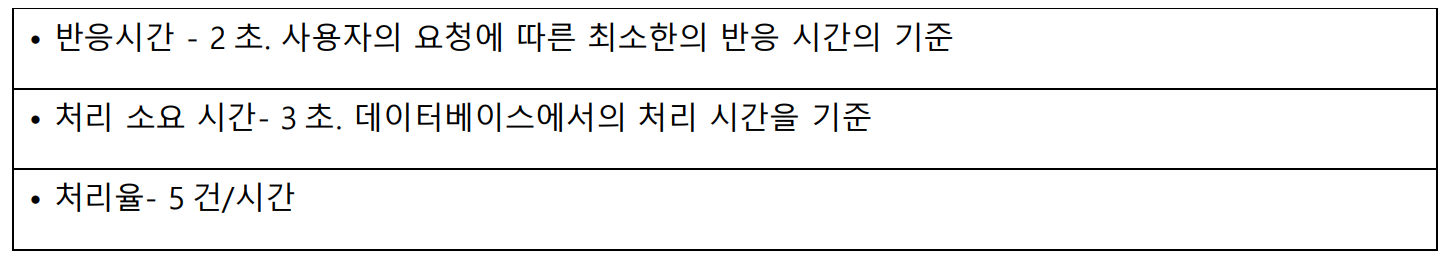 • 반응시간 - 2 초. 사용자의 요청에 따른 최소한의 반응 시간의 기준
• 처리 소요 시간- 3 초. 데이터베이스에서의 처리 시간을 기준
• 처리율- 5 건/시간